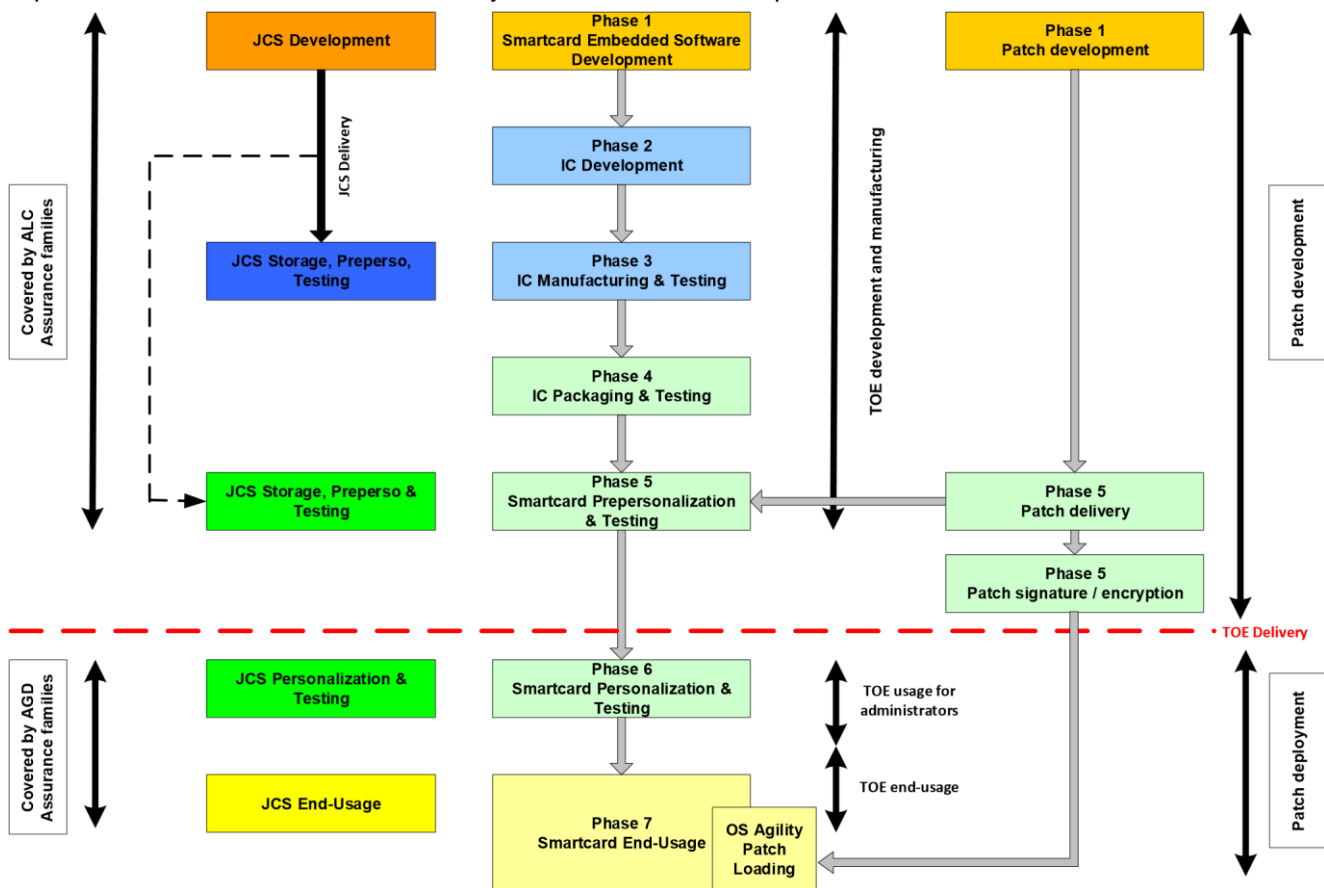 JCS Development
Phase 1
Smartcard Embedded Software
Development
Phase 1
Patch development
JCS Delivery
Phase 2
IC Development
TOE development and manufacturing
Covered by ALC
Assurance families
Patch development
JCS Storage, Preperso,
Testing
Phase 3
IC Manufacturing & Testing
Phase 4
IC Packaging & Testing
JCS Storage, Preperso &
Testing
Phase 5
Smartcard Prepersonalization
& Testing
Phase 5
Patch delivery
Phase 5
Patch signature / encryption
TOE Delivery
Covered by AGD
Assurance families
JCS Personalization &
Testing
Phase 6
Smartcard Personalization &
Testing
TOE usage for
administrators
Patch deployment
JCS End-Usage
TOE end-usage
Phase 7
Smartcard End-Usage
OS Agility
Patch
Loading